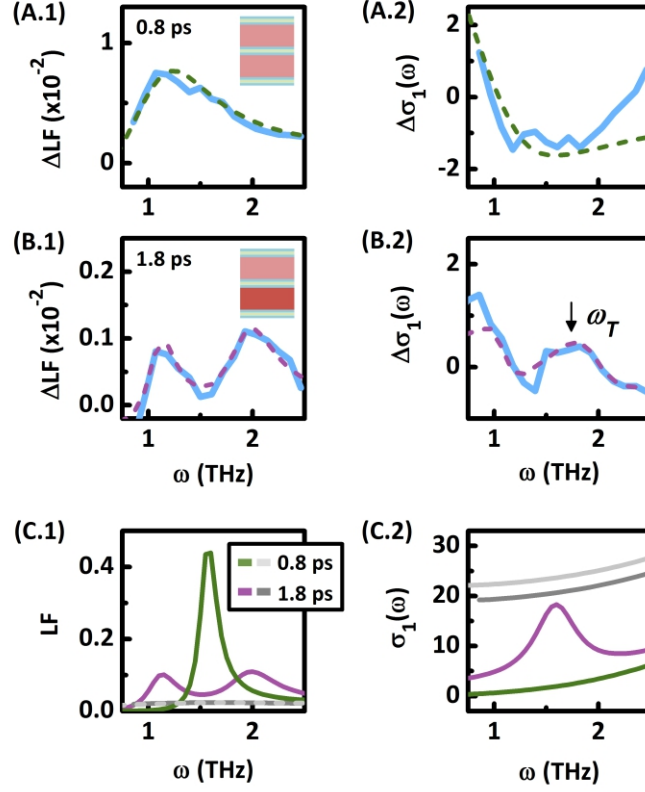 (A.1)
0.8 ps
ΔLF (x10⁻²)
1
0
1
2
(A.2)
Δσ₁(ω)
2
0
-2
1
2
(B.1)
1.8 ps
ΔLF (x10⁻²)
0.2
0.1
0.0
1
2
ω (THz)
(B.2)
Δσ₁(ω)
2
0
ω_T
1
2
ω (THz)
(C.1)
LF
0.4
0.2
0.0
0.8 ps
1.8 ps
1
2
ω (THz)
(C.2)
σ₁(ω)
30
20
10
0
1
2
ω (THz)